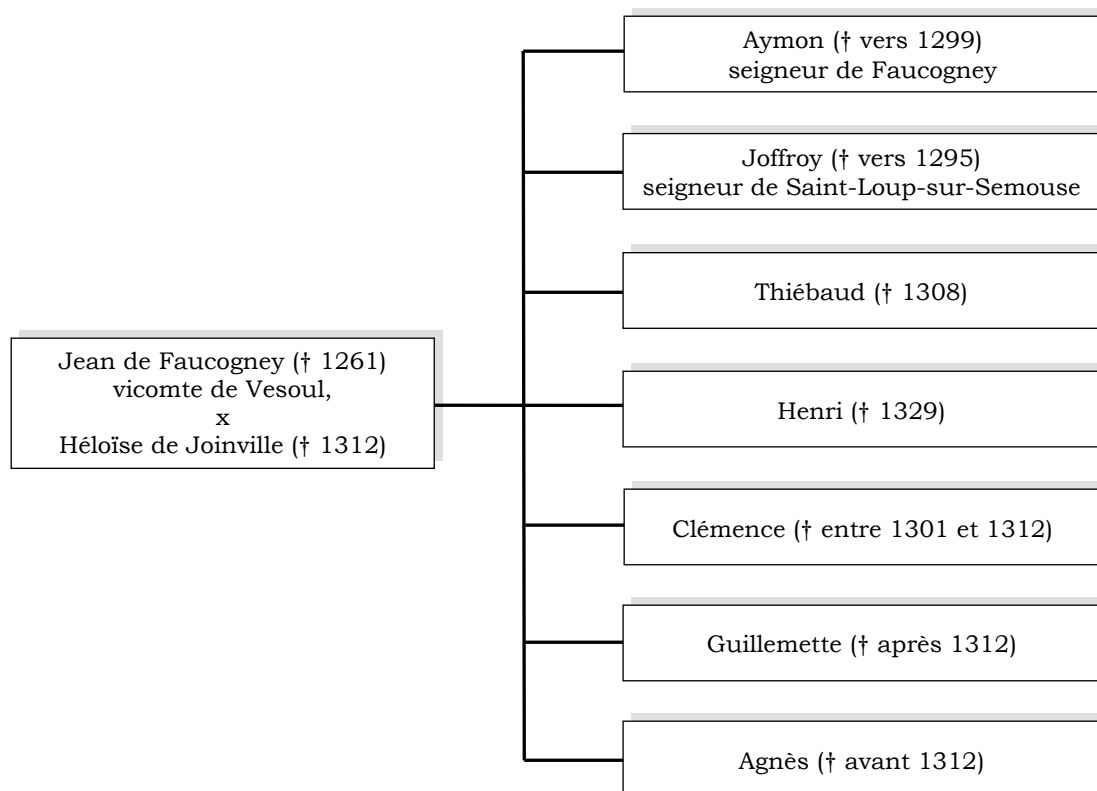 Aymon († vers 1299)
seigneur de Faucogney
Joffroy († vers 1295)
seigneur de Saint-Loup-sur-Semouse
Thiébaud († 1308)
Jean de Faucogney († 1261)
vicomte de Vesoul,
x
Héloïse de Joinville († 1312)
Henri († 1329)
Clémence († entre 1301 et 1312)
Guillemette († après 1312)
Agnès († avant 1312)